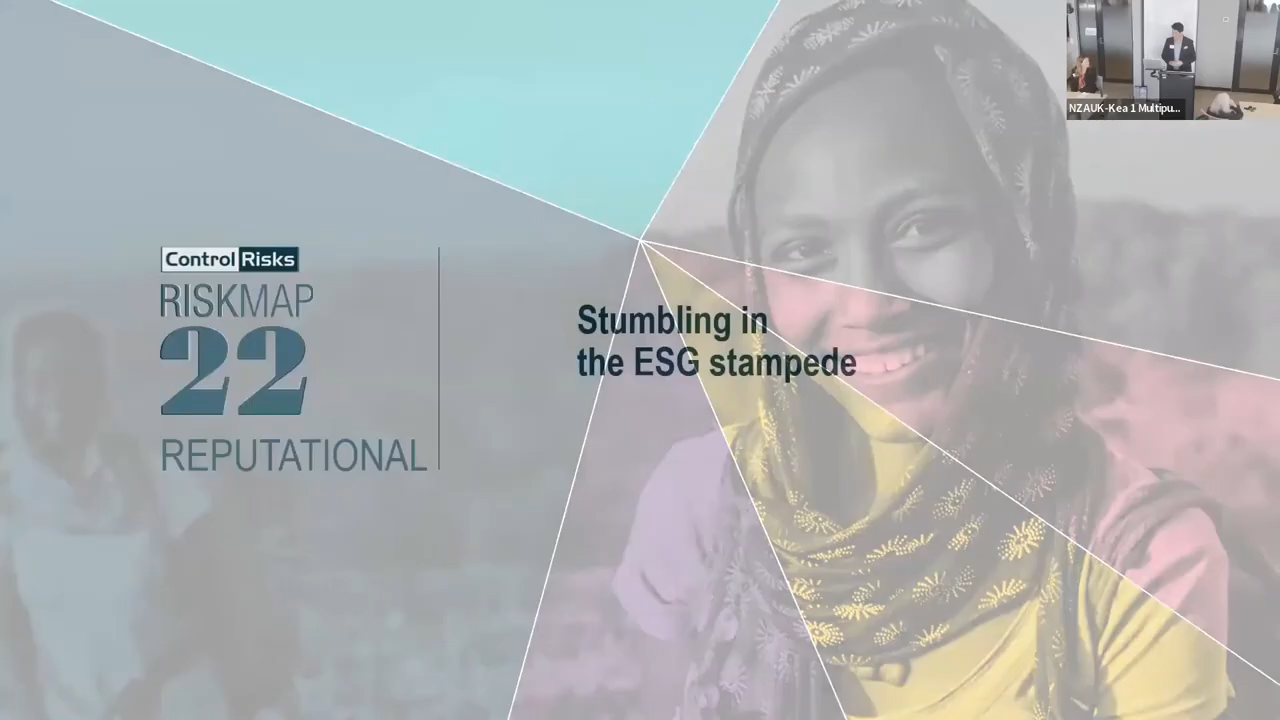 Control Risks
RISKMAP
22
REPUTATIONAL
Stumbling in
the ESG stampede
NZAUK-Kea 1 Multipu...